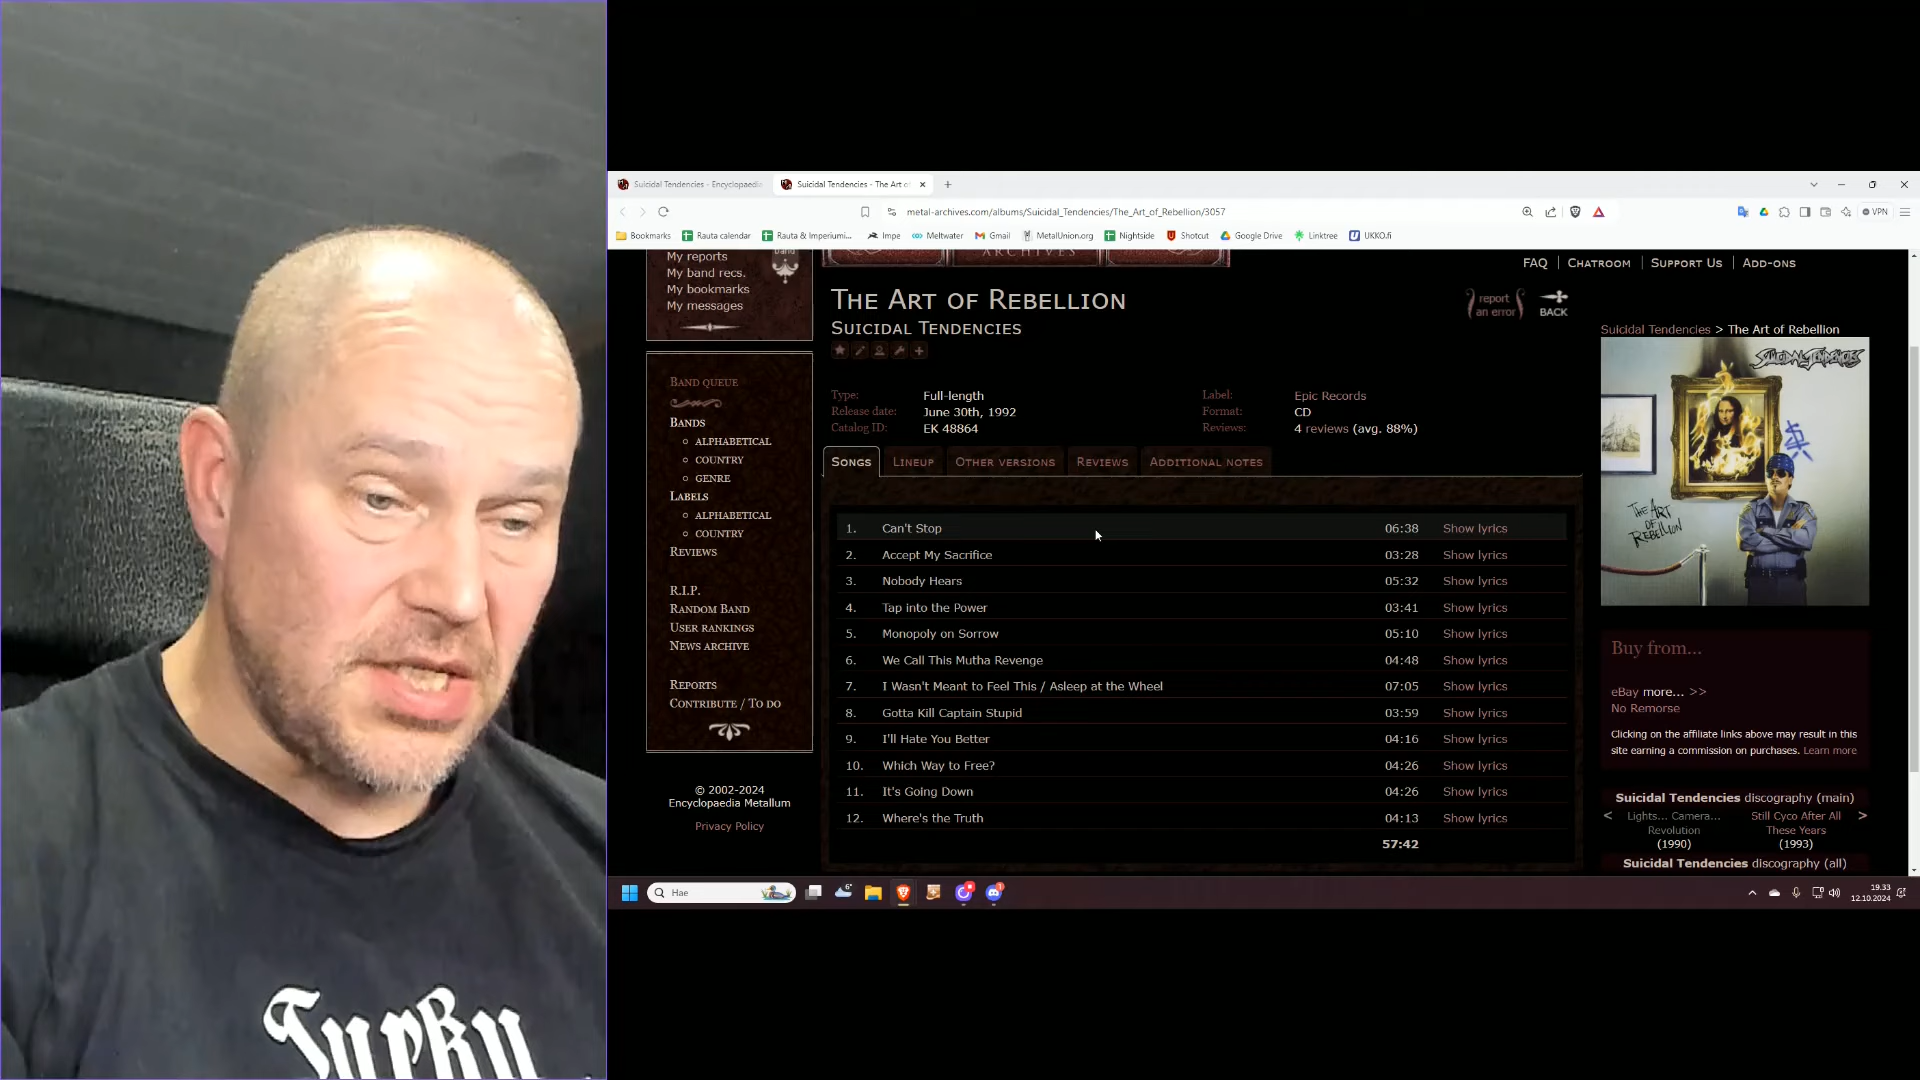 Suicidal Tendencies - Encyclopaedi
Suicidal Tendencies - The Art o
metal-archives.com/albums/Suicidal_Tendencies/The_Art_of_Rebellion/3057
VPN
Bookmarks
Rauta calendar
Rauta & Imperiumi...
Impe
Meltwater
Gmail
MetalUnion.org
Nightside
Shotcut
Google Drive
Linktree
UKKO.fi
My reports
My band recs.
My bookmarks
My messages
ARCHIVES
FAQ | Chatroom | Support Us | Add-ons
The Art of Rebellion
Suicidal Tendencies
report
an error
BACK
Suicidal Tendencies > The Art of Rebellion
Type: Full-length
Release date: June 30th, 1992
Catalog ID: EK 48864
Label: Epic Records
Format: CD
Reviews: 4 reviews (avg. 88%)
Band queue
Bands
Alphabetical
Country
Genre
Labels
Alphabetical
Country
Reviews
R.I.P.
Random Band
User rankings
News archive
Reports
Contribute / To do
© 2002-2024
Encyclopaedia Metallum
Privacy Policy
Songs
Lineup
Other versions
Reviews
Additional notes
1. Can't Stop 06:38 Show lyrics
2. Accept My Sacrifice 03:28 Show lyrics
3. Nobody Hears 05:32 Show lyrics
4. Tap into the Power 03:41 Show lyrics
5. Monopoly on Sorrow 05:10 Show lyrics
6. We Call This Mutha Revenge 04:48 Show lyrics
7. I Wasn't Meant to Feel This / Asleep at the Wheel 07:05 Show lyrics
8. Gotta Kill Captain Stupid 03:59 Show lyrics
9. I'll Hate You Better 04:16 Show lyrics
10. Which Way to Free? 04:26 Show lyrics
11. It's Going Down 04:26 Show lyrics
12. Where's the Truth 04:13 Show lyrics
57:42
Suicidal Tendencies
The Art
of
Rebellion
Buy from...
eBay more... >>
No Remorse
Clicking on the affiliate links above may result in this
site earning a commission on purchases. Learn more
Suicidal Tendencies discography (main)
< Lights... Camera...
Revolution
(1990)
Still Cyco After All >
These Years
(1993)
Suicidal Tendencies discography (all)
Hae
6°
19.33
12.10.2024
Turku